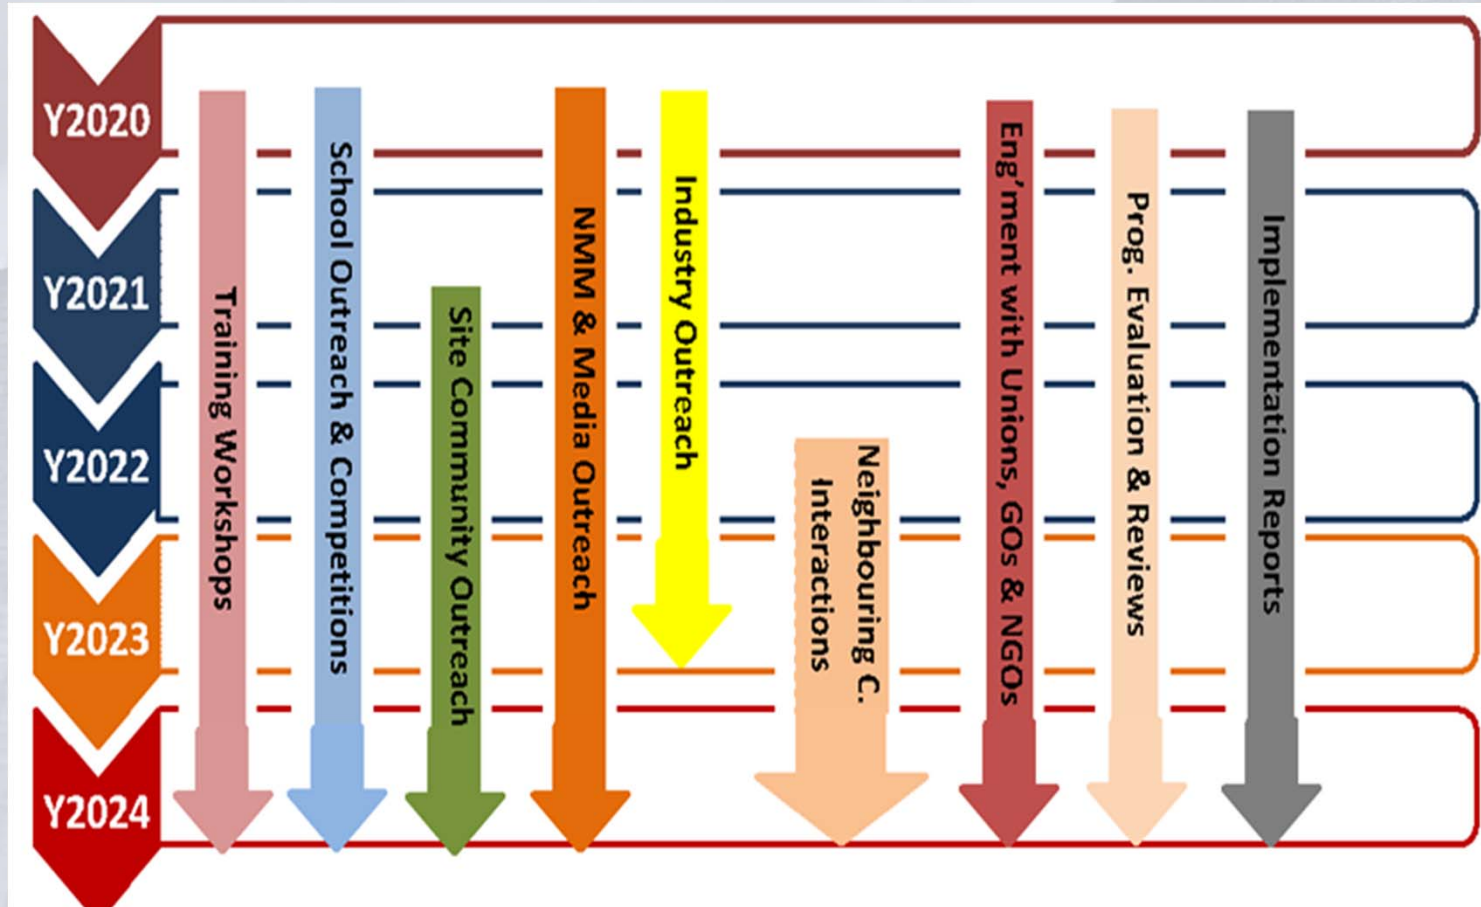 Y2020
Y2021
Y2022
Y2023
Y2024
Training Workshops
School Outreach & Competitions
Site Community Outreach
NMM & Media Outreach
Industry Outreach
Neighbouring C.
Interactions
Eng’ment with Unions, GOs & NGOs
Prog. Evaluation & Reviews
Implementation Reports